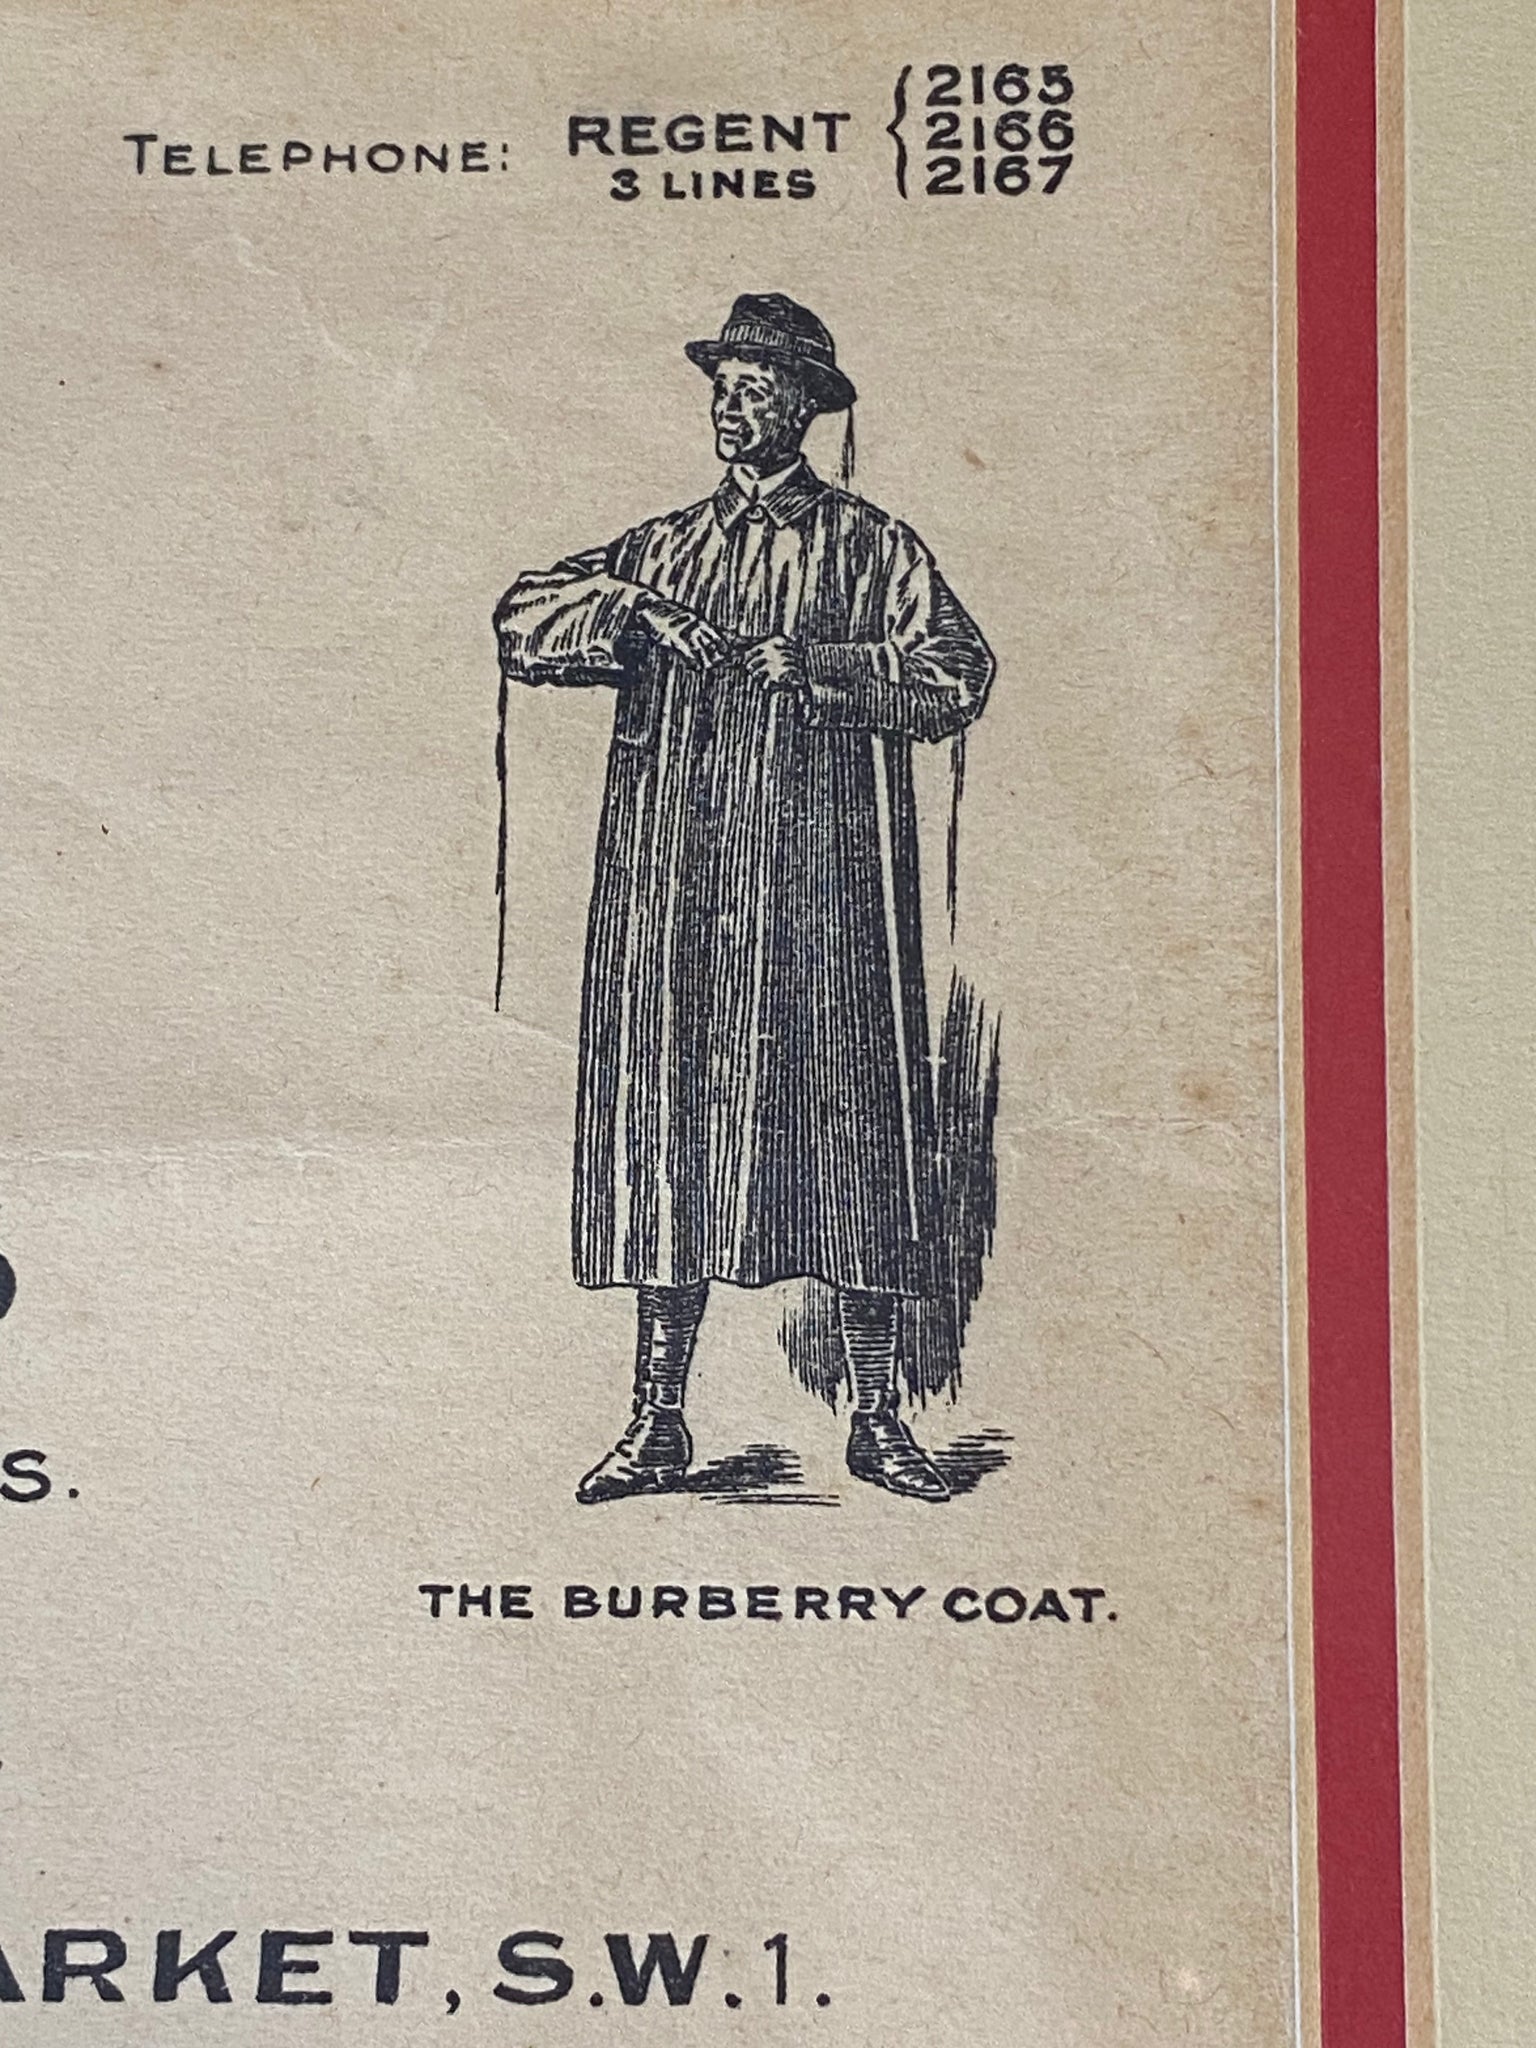 TELEPHONE: REGENT
3 LINES
2165
2166
2167
S.
THE BURBERRY COAT.
ARKET, S.W.1.